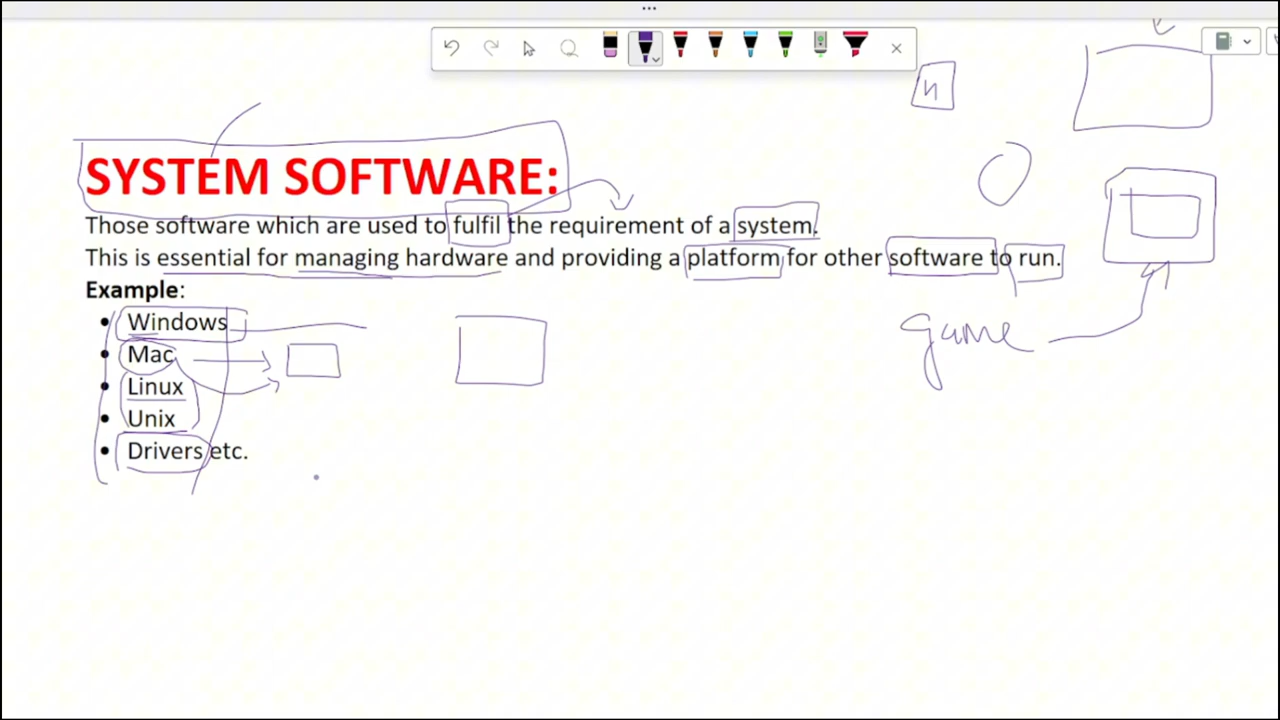 SYSTEM SOFTWARE:
Those software which are used to fulfil the requirement of a system.
This is essential for managing hardware and providing a platform for other software to run.
Example:
• Windows
• Mac
• Linux
• Unix
• Drivers etc.
game